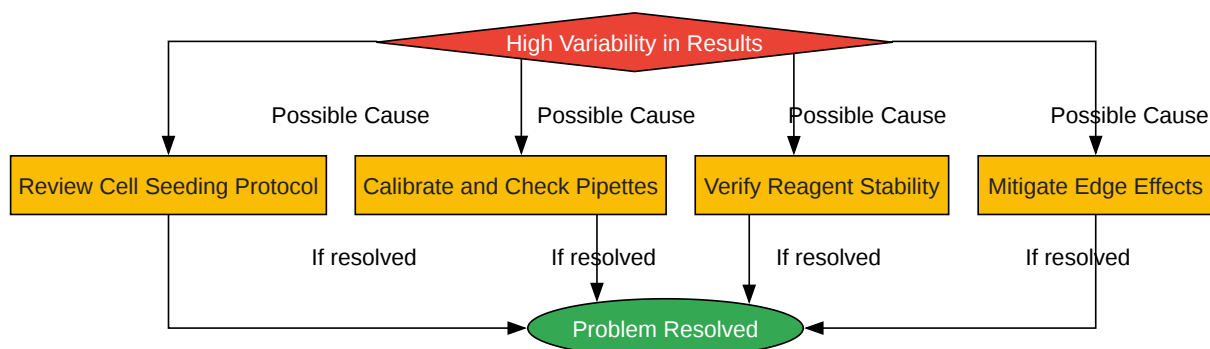 High Variability in Results
Possible Cause
Possible Cause
Possible Cause
Possible Cause
Review Cell Seeding Protocol
Calibrate and Check Pipettes
Verify Reagent Stability
Mitigate Edge Effects
If resolved
If resolved
If resolved
If resolved
Problem Resolved